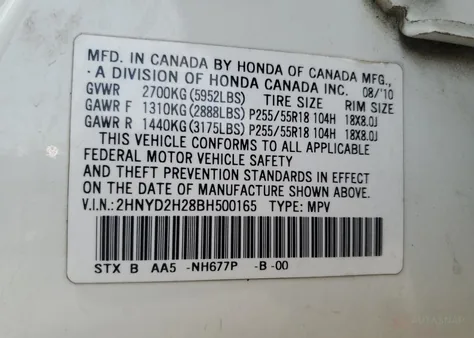 MFD. IN CANADA BY HONDA OF CANADA MFG.,
A DIVISION OF HONDA CANADA INC. 08/'10
GVWR 2700KG(5952LBS) TIRE SIZE RIM SIZE
GAWR F 1310KG(2888LBS) P255/55R18 104H 18X8.0J
GAWR R 1440KG(3175LBS) P255/55R18 104H 18X8.0J
THIS VEHICLE CONFORMS TO ALL APPLICABLE
FEDERAL MOTOR VEHICLE SAFETY
AND THEFT PREVENTION STANDARDS IN EFFECT
ON THE DATE OF MANUFACTURE SHOWN ABOVE.
V.I.N.: 2HNYD2H28BH500165 TYPE: MPV
STX B AA5 -NH677P -B -00